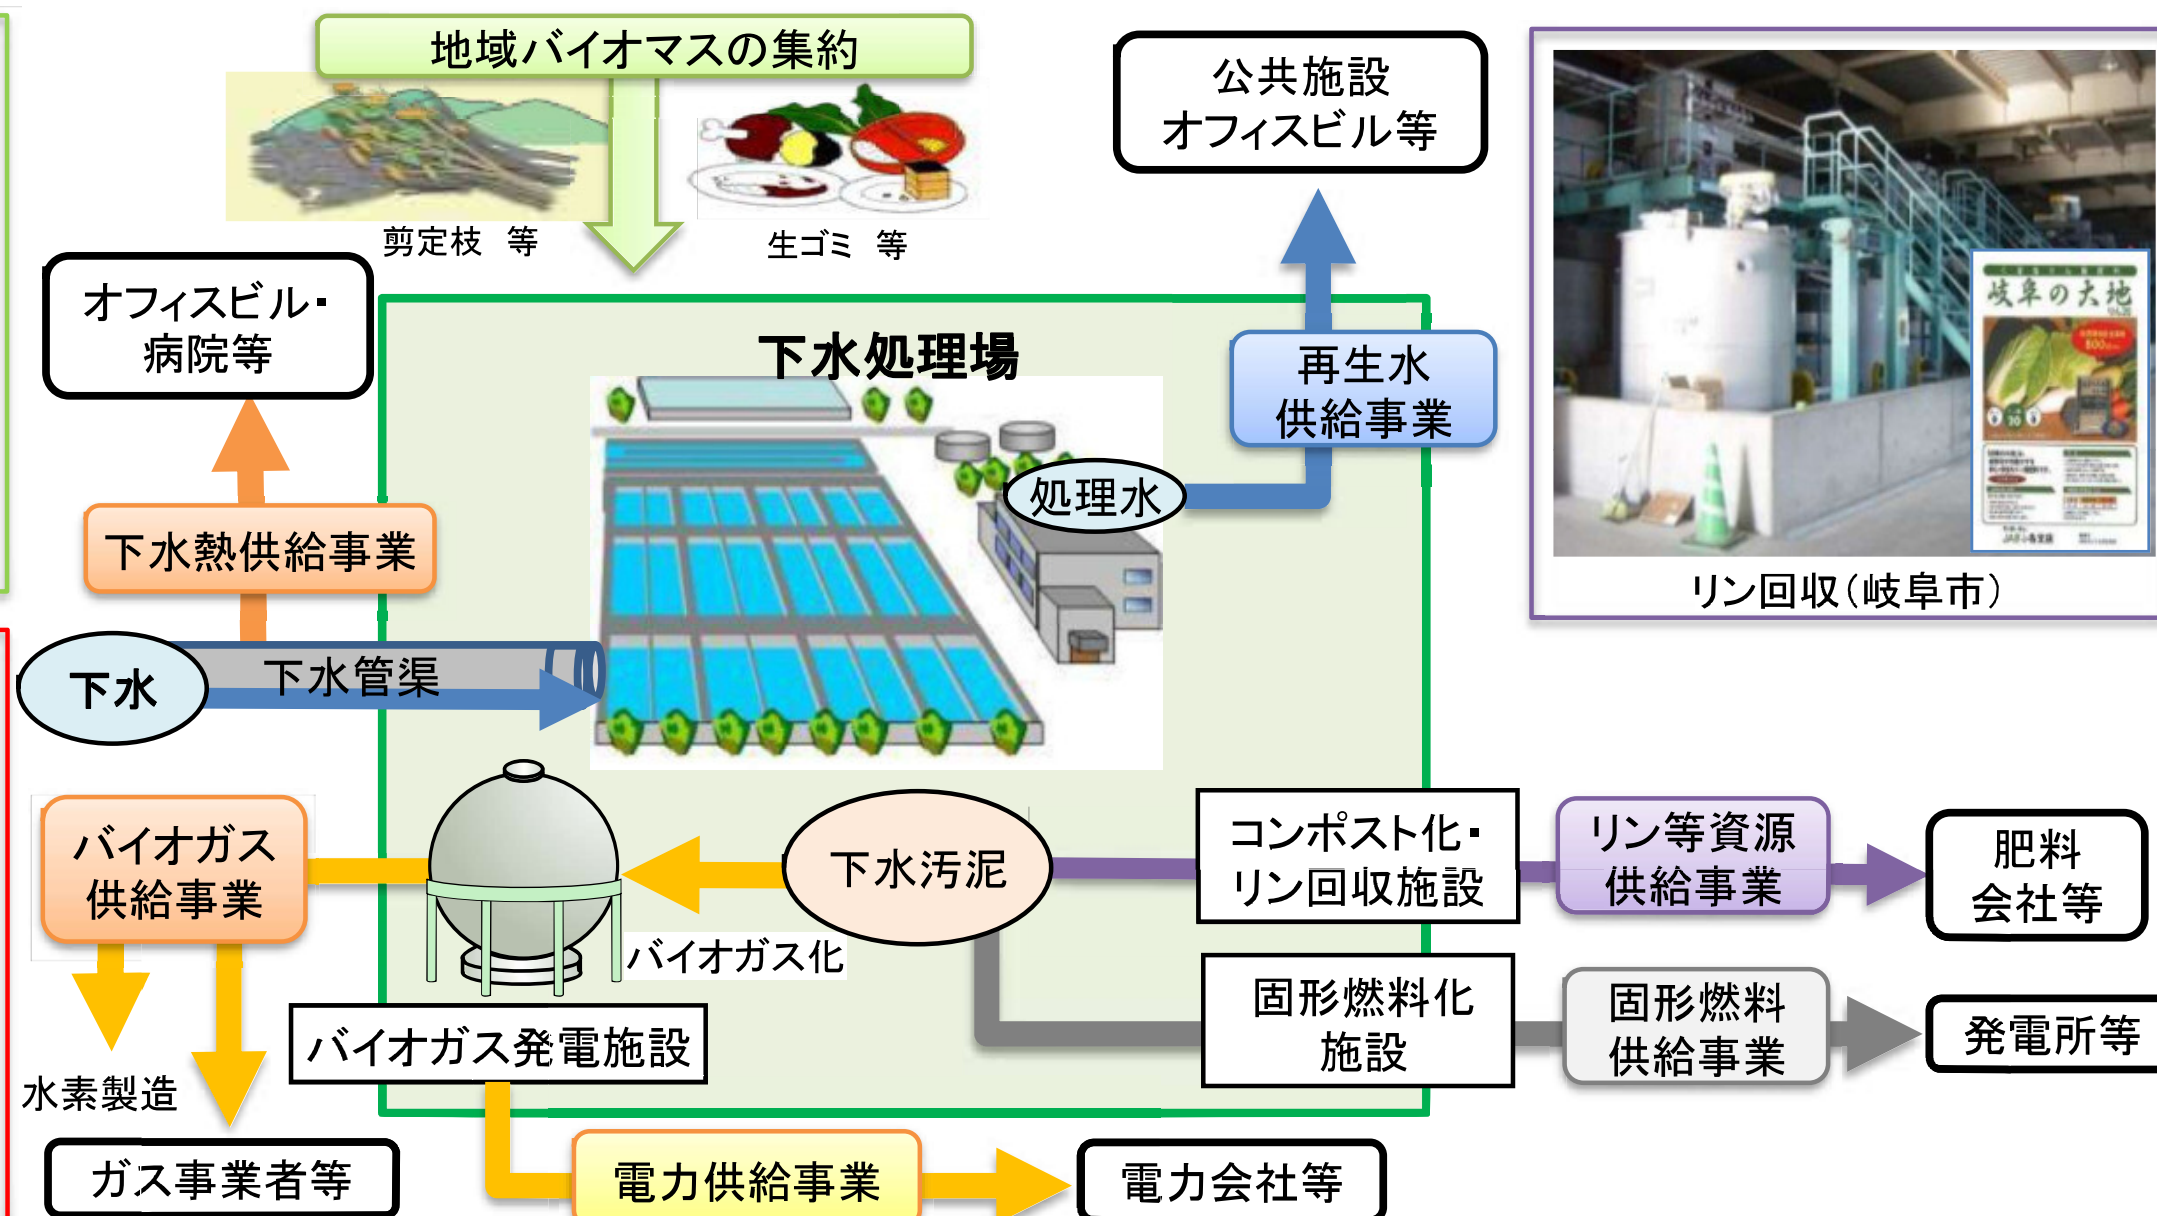 地域バイオマスの集約
剪定枝 等
生ゴミ 等
公共施設
オフィスビル等
オフィスビル・
病院等
下水処理場
再生水
供給事業
処理水
岐阜の大地
リン回収（岐阜市）
下水熱供給事業
下水
下水管渠
バイオガス
供給事業
下水汚泥
バイオガス化
コンポスト化・
リン回収施設
リン等資源
供給事業
肥料
会社等
固形燃料化
施設
固形燃料
供給事業
発電所等
バイオガス発電施設
水素製造
ガス事業者等
電力供給事業
電力会社等